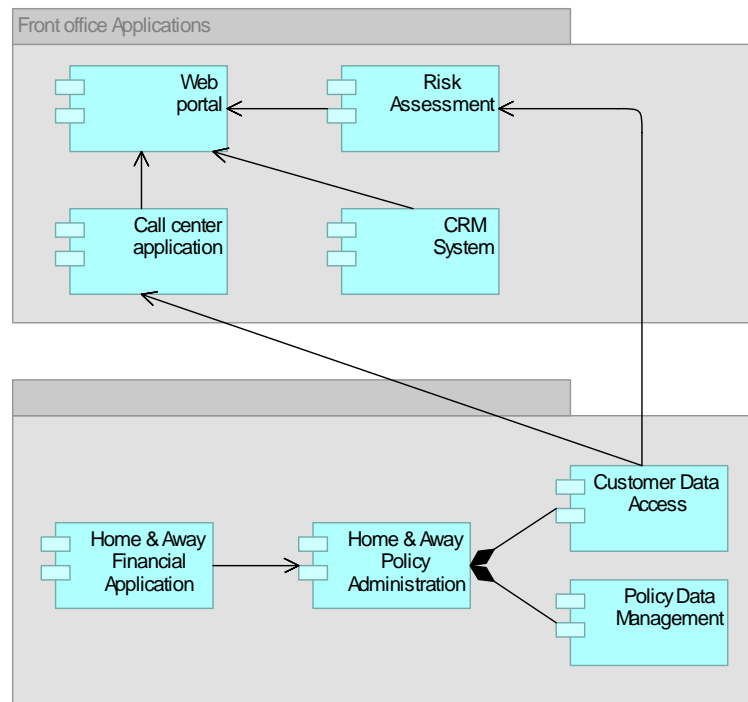 Front office Applications
Web
portal
Risk
Assessment
Call center
application
CRM
System
Customer Data
Access
Home & Away
Financial
Application
Home & Away
Policy
Administration
Policy Data
Management